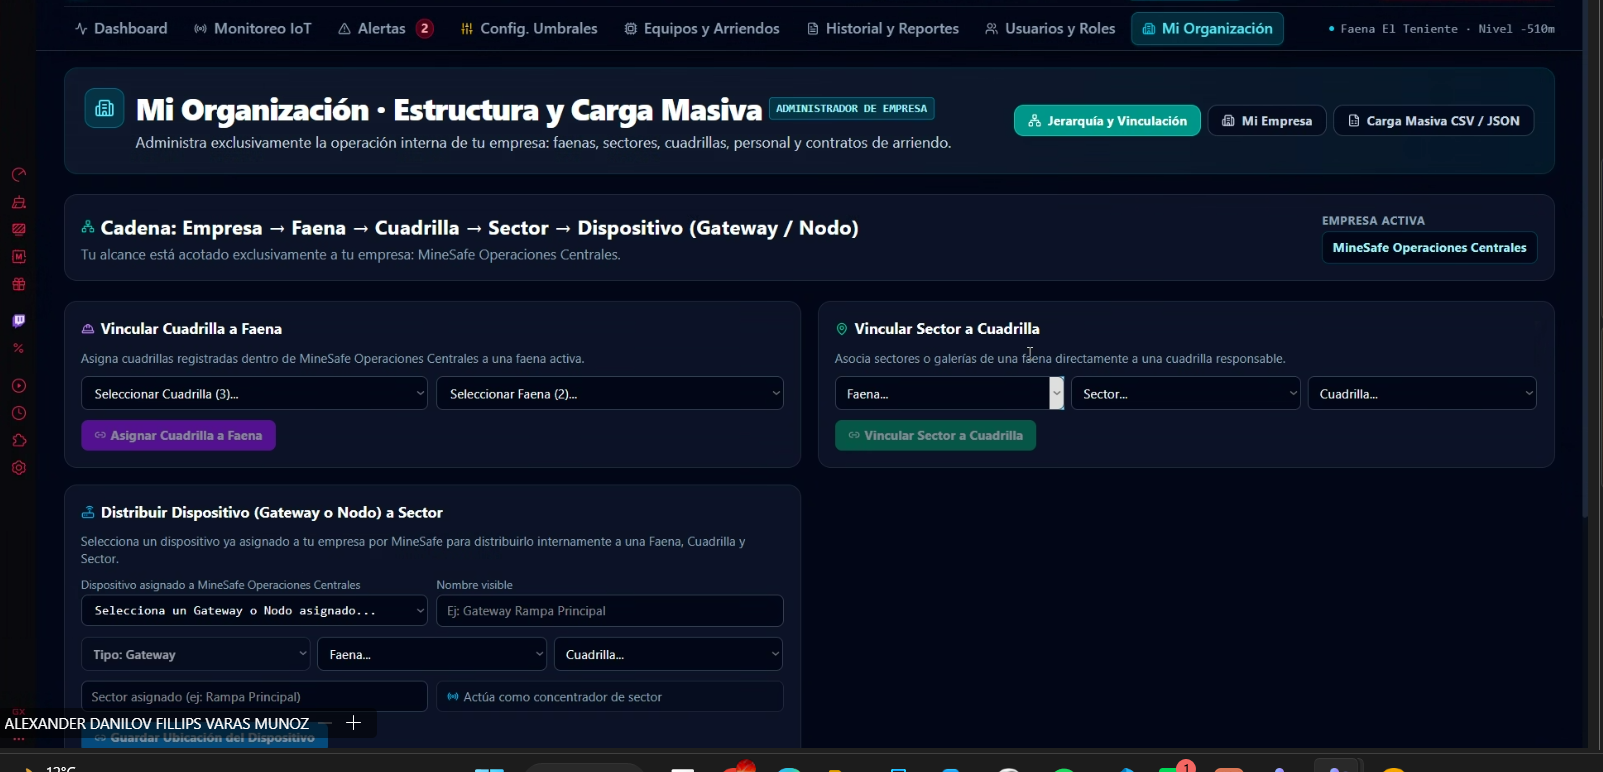 Dashboard Monitoreo IoT Alertas 2 Config. Umbrales Equipos y Arriendos Historial y Reportes Usuarios y Roles Mi Organización • Faena El Teniente · Nivel -510m
Mi Organización · Estructura y Carga Masiva ADMINISTRADOR DE EMPRESA
Administra exclusivamente la operación interna de tu empresa: faenas, sectores, cuadrillas, personal y contratos de arriendo.
Jerarquía y Vinculación Mi Empresa Carga Masiva CSV / JSON
Cadena: Empresa → Faena → Cuadrilla → Sector → Dispositivo (Gateway / Nodo)
Tu alcance está acotado exclusivamente a tu empresa: MineSafe Operaciones Centrales.
EMPRESA ACTIVA
MineSafe Operaciones Centrales
Vincular Cuadrilla a Faena
Asigna cuadrillas registradas dentro de MineSafe Operaciones Centrales a una faena activa.
Seleccionar Cuadrilla (3)... Seleccionar Faena (2)...
Asignar Cuadrilla a Faena
Vincular Sector a Cuadrilla
Asocia sectores o galerías de una faena directamente a una cuadrilla responsable.
Faena... Sector... Cuadrilla...
Vincular Sector a Cuadrilla
Distribuir Dispositivo (Gateway o Nodo) a Sector
Selecciona un dispositivo ya asignado a tu empresa por MineSafe para distribuirlo internamente a una Faena, Cuadrilla y
Sector.
Dispositivo asignado a MineSafe Operaciones Centrales Nombre visible
Selecciona un Gateway o Nodo asignado... Ej: Gateway Rampa Principal
Tipo: Gateway Faena... Cuadrilla...
Sector asignado (ej: Rampa Principal) Actúa como concentrador de sector
ALEXANDER DANILOV FILLIPS VARAS MUNOZ
Guardar Ubicación del Dispositivo
12°C 1